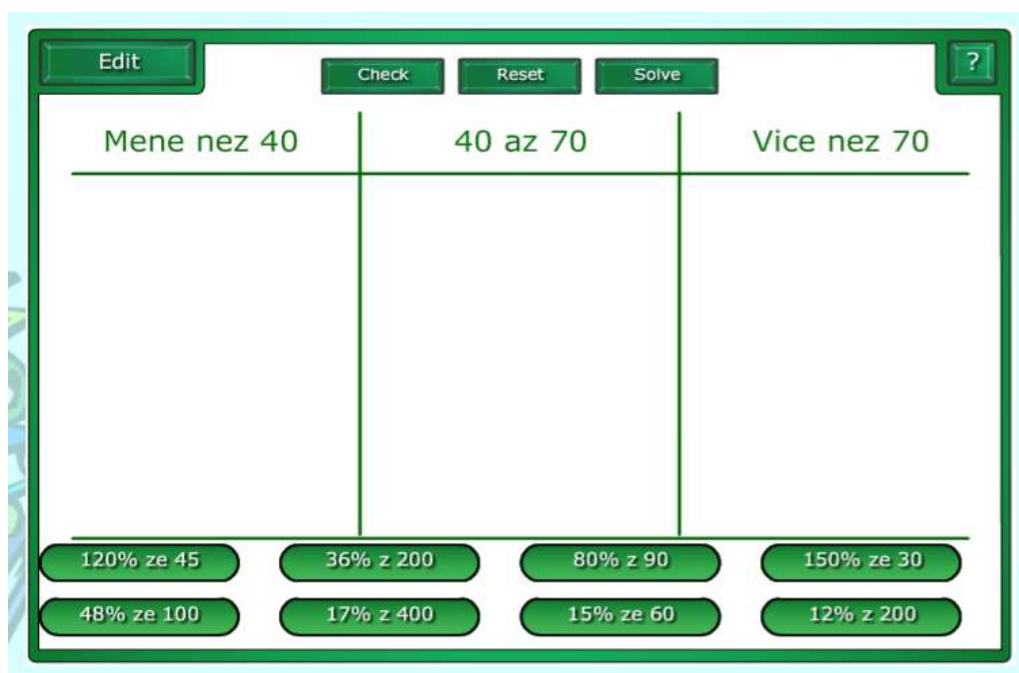 Edit
Check Reset Solve
?
Mene nez 40 40 az 70 Vice nez 70
120% ze 45 36% z 200 80% z 90 150% ze 30
48% ze 100 17% z 400 15% ze 60 12% z 200